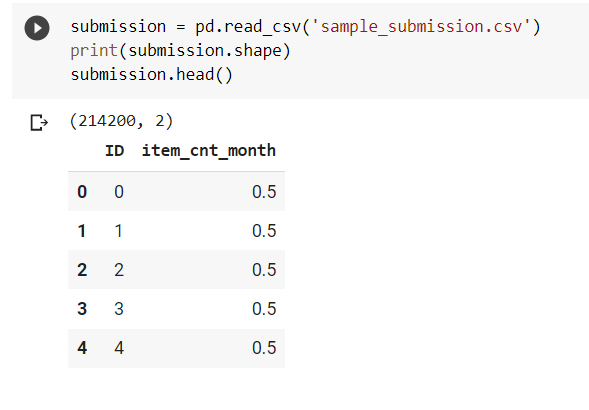 submission = pd.read_csv('sample_submission.csv')
print(submission.shape)
submission.head()
(214200, 2)
ID item_cnt_month
0 0 0.5
1 1 0.5
2 2 0.5
3 3 0.5
4 4 0.5